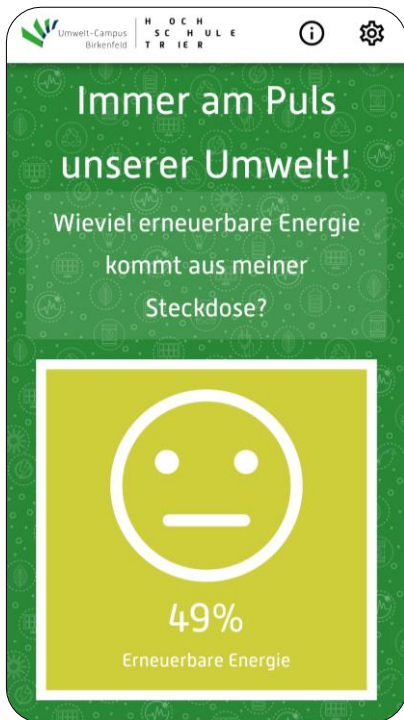 Umwelt-Campus
Birkenfeld
H O C H
S C H U L E
T R I E R
Immer am Puls
unserer Umwelt!
Wieviel erneuerbare Energie
kommt aus meiner
Steckdose?
49%
Erneuerbare Energie